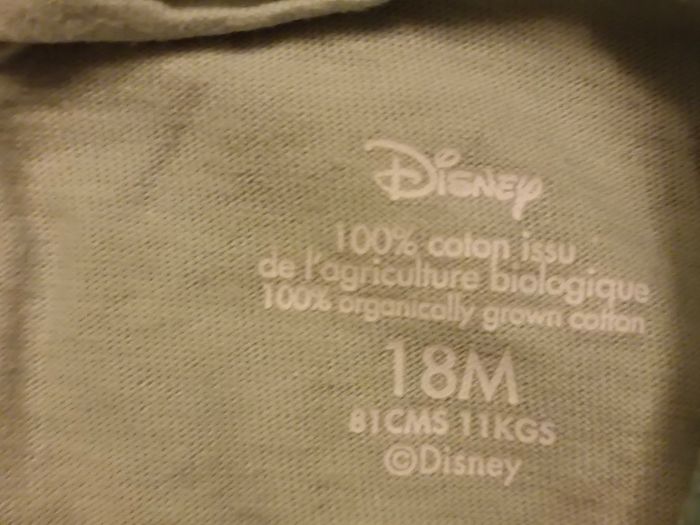 Disney
100% coton issu
de l'agriculture biologique
100% organically grown cotton
18M
81CMS 11KGS
©Disney